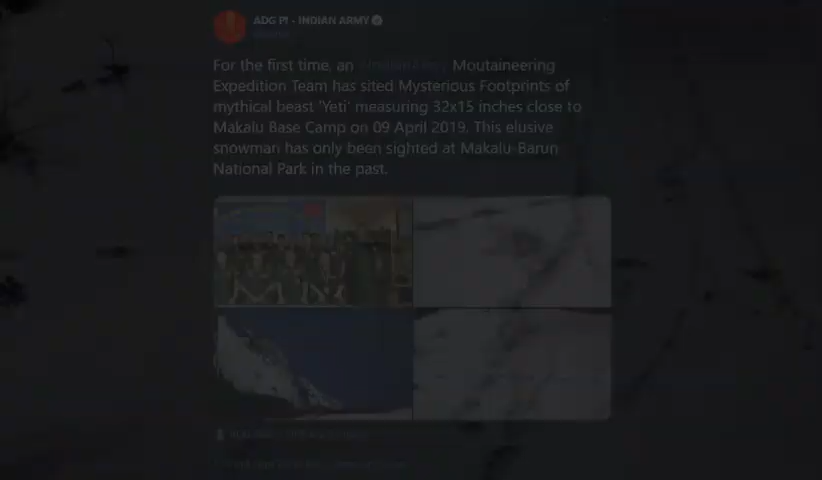 ADG PI - INDIAN ARMY
For the first time, an Moutaineering
Expedition Team has sited Mysterious Footprints of
mythical beast 'Yeti' measuring 32x15 inches close to
Makalu Base Camp on 09 April 2019. This elusive
snowman has only been sighted at Makalu-Barun
National Park in the past.